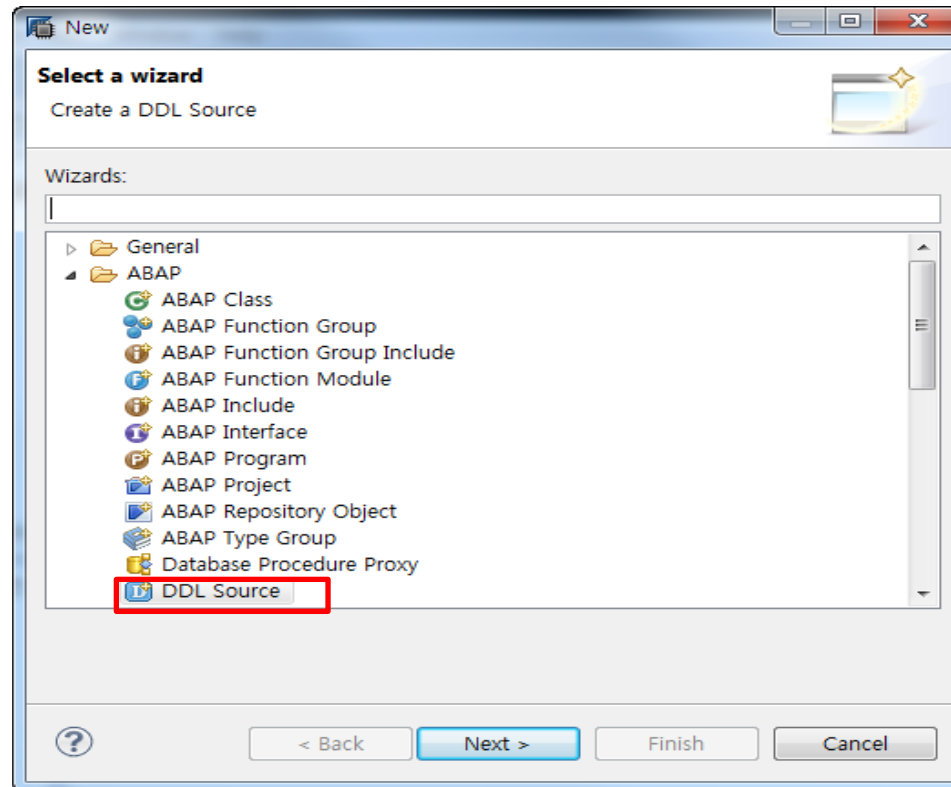 New
Select a wizard
Create a DDL Source
Wizards:
General
ABAP
ABAP Class
ABAP Function Group
ABAP Function Group Include
ABAP Function Module
ABAP Include
ABAP Interface
ABAP Program
ABAP Project
ABAP Repository Object
ABAP Type Group
Database Procedure Proxy
DDL Source
< Back Next > Finish Cancel